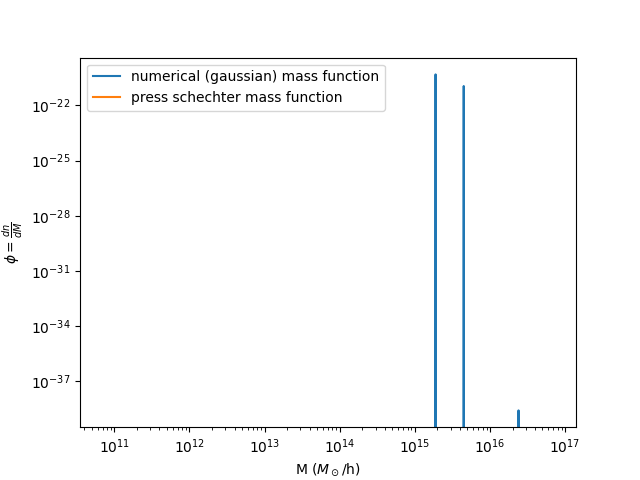 numerical (gaussian) mass function
press schechter mass function
10⁻²²
10⁻²⁵
10⁻²⁸
10⁻³¹
10⁻³⁴
10⁻³⁷
ϕ = dn/dM
10¹¹ 10¹² 10¹³ 10¹⁴ 10¹⁵ 10¹⁶ 10¹⁷
M (M⊙/h)